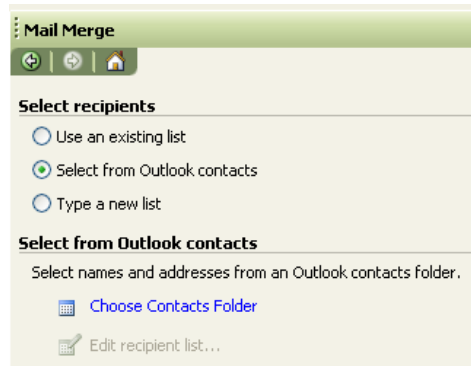 Mail Merge
Select recipients
Use an existing list
Select from Outlook contacts
Type a new list
Select from Outlook contacts
Select names and addresses from an Outlook contacts folder.
Choose Contacts Folder
Edit recipient list...